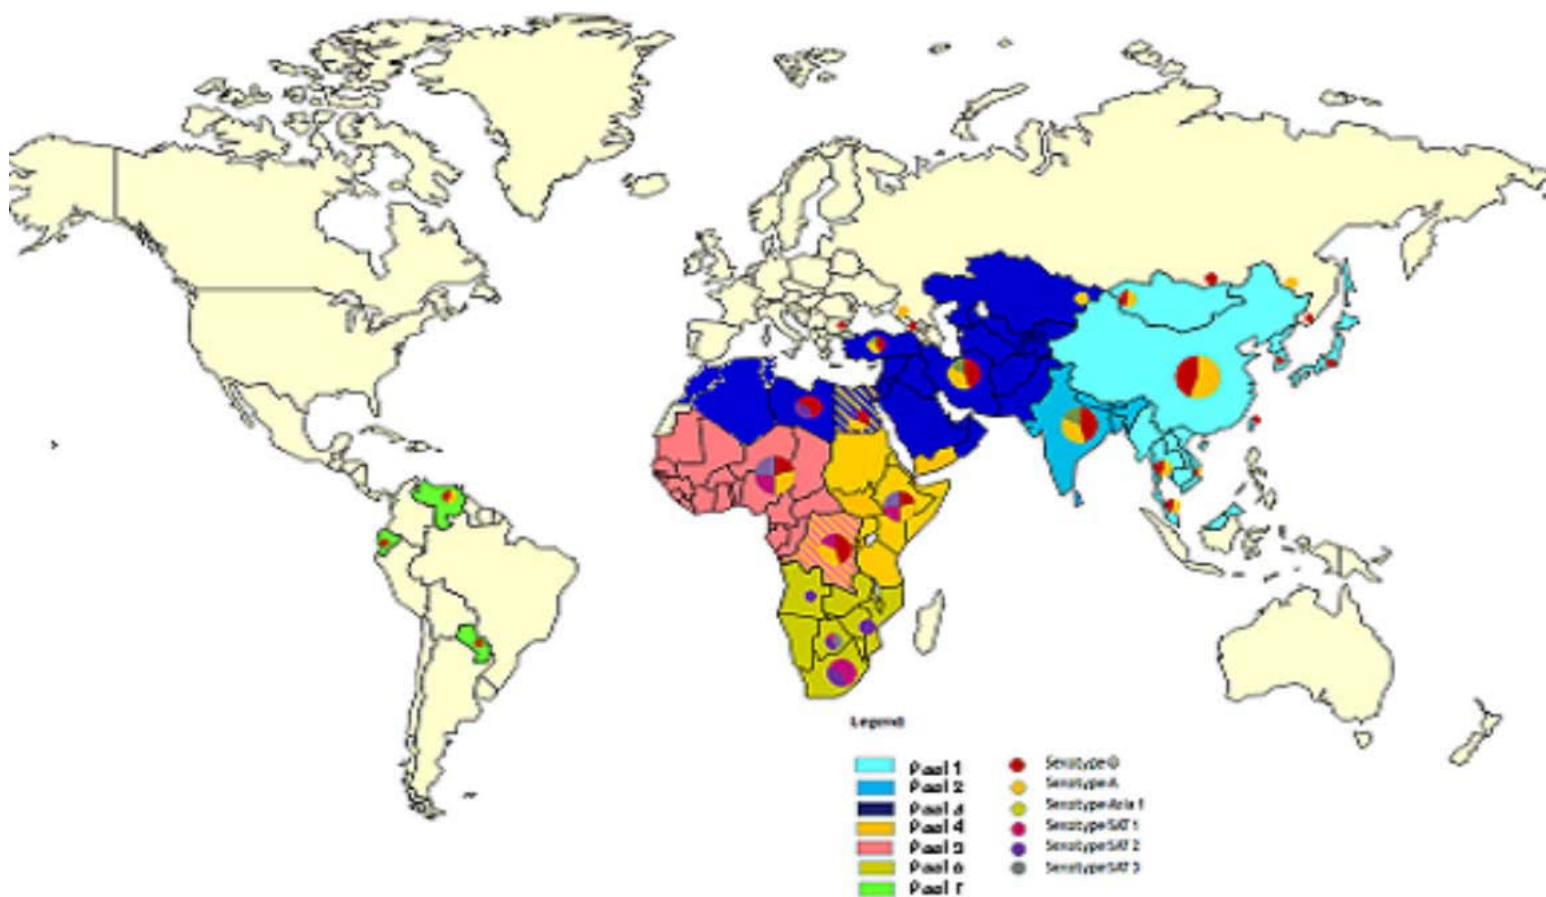 Legend
Pool 1
Pool 2
Pool 3
Pool 4
Pool 5
Pool 6
Pool 7
Serotype O
Serotype A
Serotype Asia 1
Serotype SAT 1
Serotype SAT 2
Serotype SAT 3